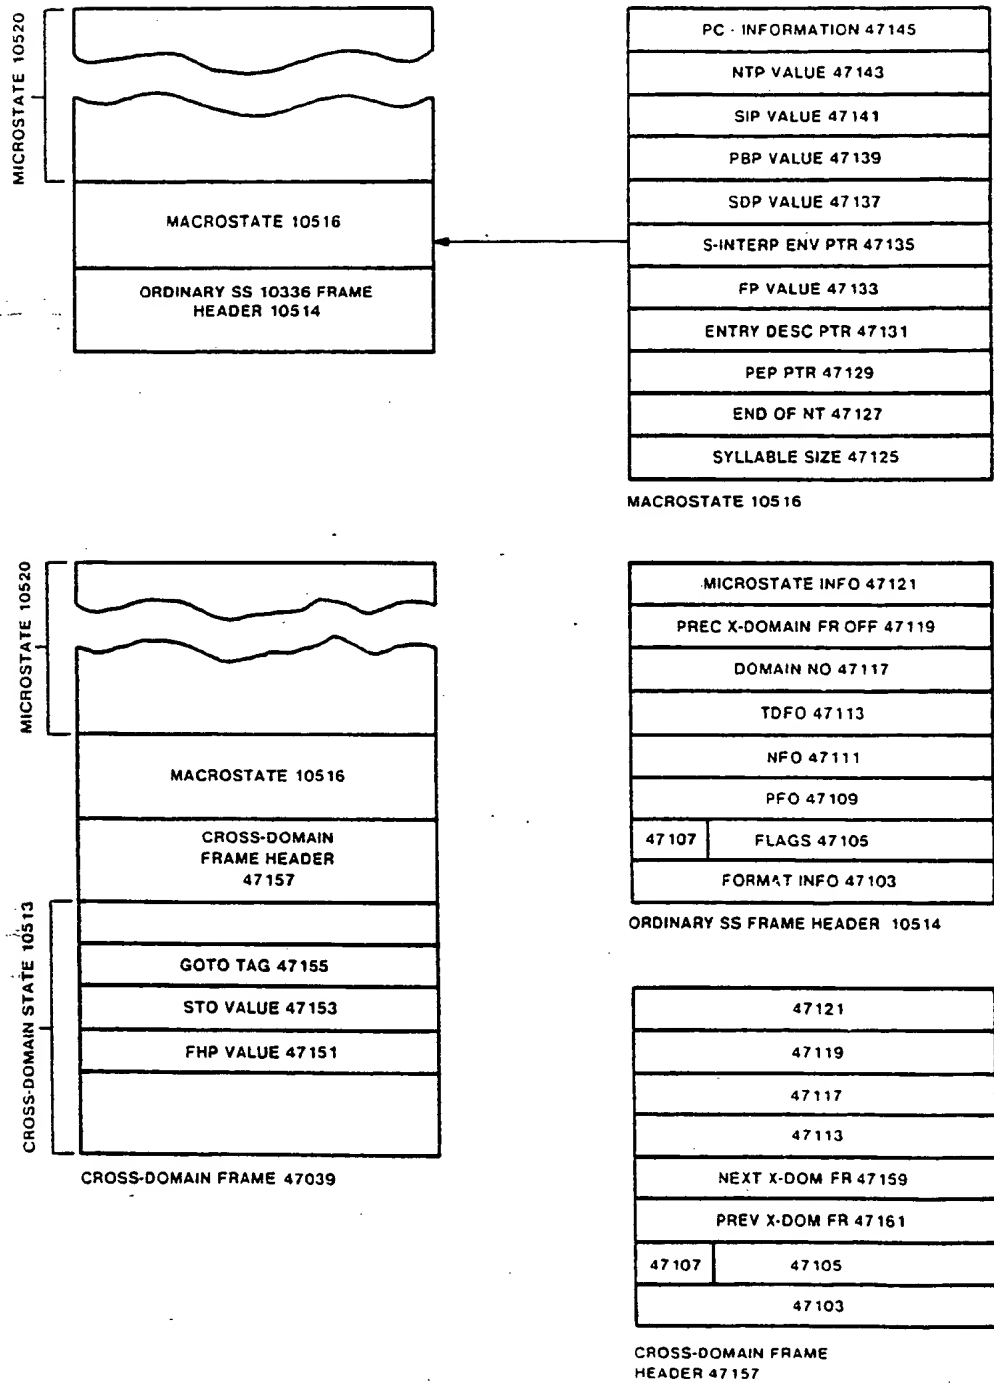 MICROSTATE 10520
MACROSTATE 10516
ORDINARY SS 10336 FRAME
HEADER 10514
PC - INFORMATION 47145
NTP VALUE 47143
SIP VALUE 47141
PBP VALUE 47139
SDP VALUE 47137
S-INTERP ENV PTR 47135
FP VALUE 47133
ENTRY DESC PTR 47131
PEP PTR 47129
END OF NT 47127
SYLLABLE SIZE 47125
MACROSTATE 10516
MICROSTATE 10520
MACROSTATE 10516
CROSS-DOMAIN
FRAME HEADER
47157
CROSS-DOMAIN STATE 10513
GOTO TAG 47155
STO VALUE 47153
FHP VALUE 47151
CROSS-DOMAIN FRAME 47039
MICROSTATE INFO 47121
PREC X-DOMAIN FR OFF 47119
DOMAIN NO 47117
TDFO 47113
NFO 47111
PFO 47109
47107 FLAGS 47105
FORMAT INFO 47103
ORDINARY SS FRAME HEADER 10514
47121
47119
47117
47113
NEXT X-DOM FR 47159
PREV X-DOM FR 47161
47107 47105
47103
CROSS-DOMAIN FRAME
HEADER 47157